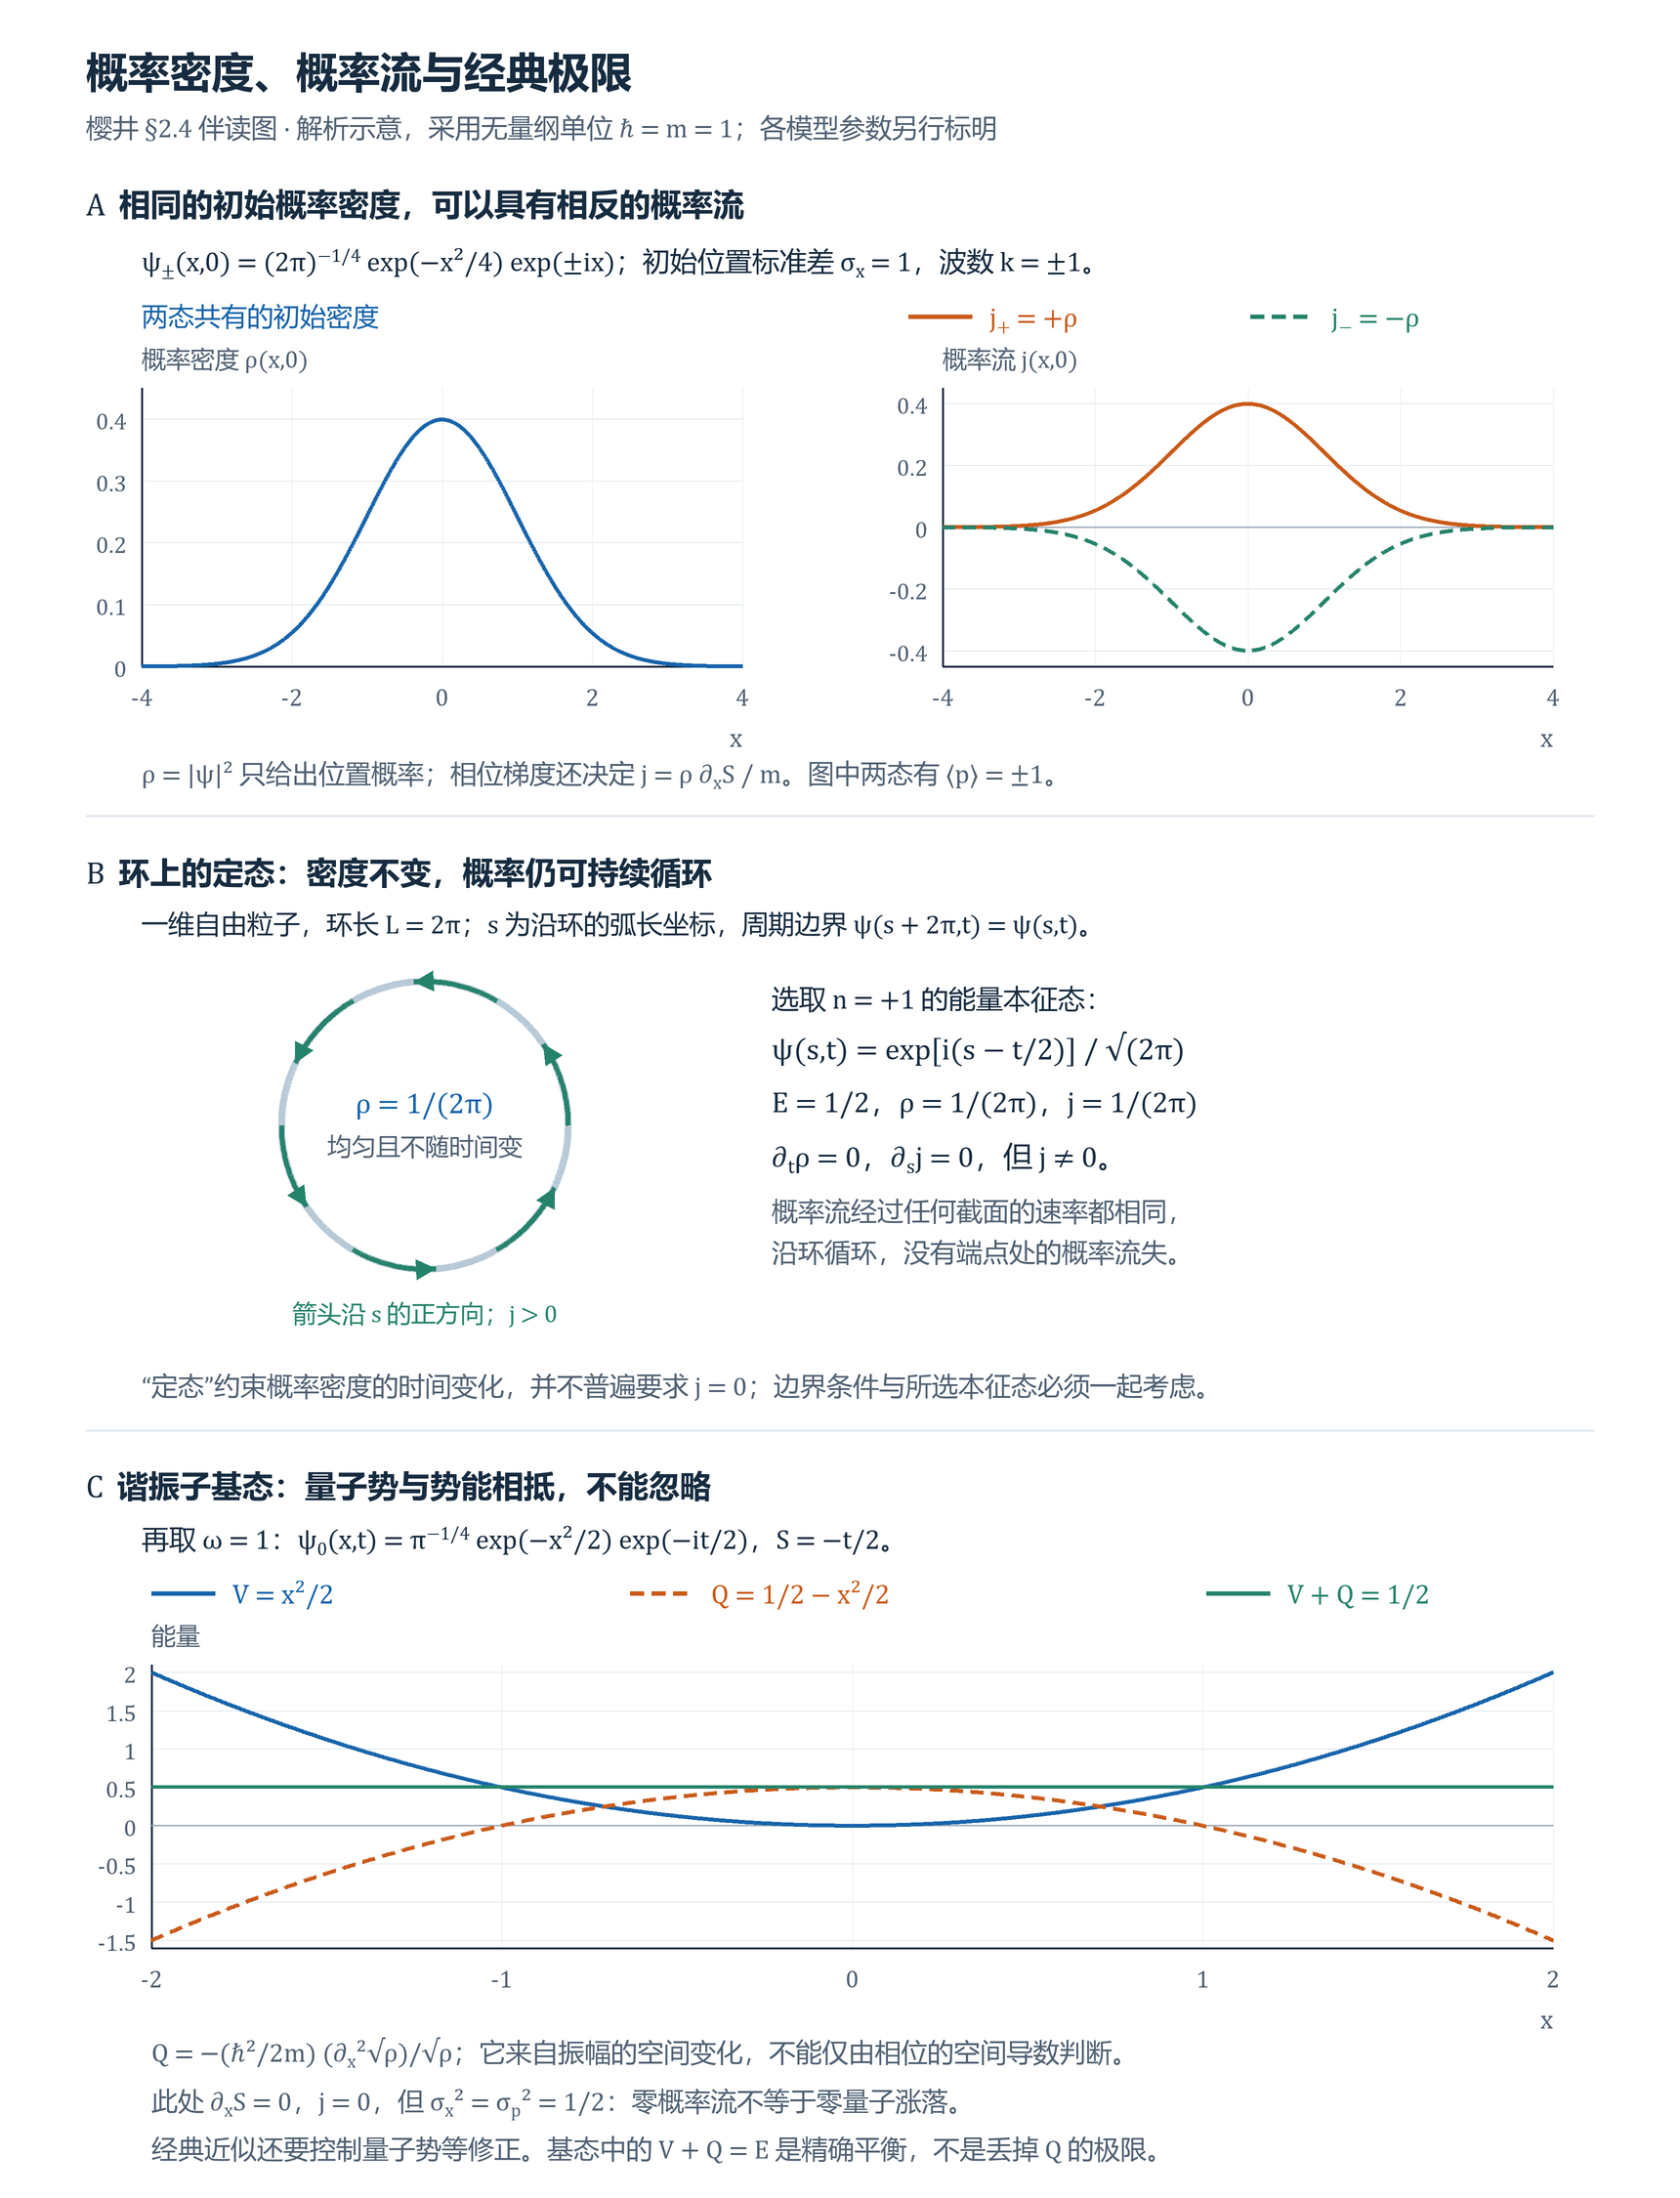 概率密度、概率流与经典极限
樱井 §2.4 伴读图 · 解析示意，采用无量纲单位 ℏ = m = 1；各模型参数另行标明
A 相同的初始概率密度，可以具有相反的概率流
ψ±(x,0) = (2π)⁻¹/⁴ exp(−x²/4) exp(±ix)；初始位置标准差 σₓ = 1，波数 k = ±1。
两态共有的初始密度
概率密度 ρ(x,0)
0.4
0.3
0.2
0.1
0
-4 -2 0 2 4
x
j₊ = +ρ j₋ = −ρ
概率流 j(x,0)
0.4
0.2
0
-0.2
-0.4
-4 -2 0 2 4
x
ρ = |ψ|² 只给出位置概率；相位梯度还决定 j = ρ ∂ₓS / m。图中两态有 ⟨p⟩ = ±1。
B 环上的定态：密度不变，概率仍可持续循环
一维自由粒子，环长 L = 2π；s 为沿环的弧长坐标，周期边界 ψ(s + 2π,t) = ψ(s,t)。
ρ = 1/(2π)
均匀且不随时间变
箭头沿 s 的正方向；j > 0
选取 n = +1 的能量本征态：
ψ(s,t) = exp[i(s − t/2)] / √(2π)
E = 1/2，ρ = 1/(2π)，j = 1/(2π)
∂ₜρ = 0，∂ₛj = 0，但 j ≠ 0。
概率流经过任何截面的速率都相同，
沿环循环，没有端点处的概率流失。
“定态”约束概率密度的时间变化，并不普遍要求 j = 0；边界条件与所选本征态必须一起考虑。
C 谐振子基态：量子势与势能相抵，不能忽略
再取 ω = 1：ψ₀(x,t) = π⁻¹/⁴ exp(−x²/2) exp(−it/2)，S = −t/2。
V = x²/2 Q = 1/2 − x²/2 V + Q = 1/2
能量
2
1.5
1
0.5
0
-0.5
-1
-1.5
-2 -1 0 1 2
x
Q = −(ℏ²/2m) (∂ₓ²√ρ)/√ρ；它来自振幅的空间变化，不能仅由相位的空间导数判断。
此处 ∂ₓS = 0，j = 0，但 σₓ² = σₚ² = 1/2：零概率流不等于零量子涨落。
经典近似还要控制量子势等修正。基态中的 V + Q = E 是精确平衡，不是丢掉 Q 的极限。